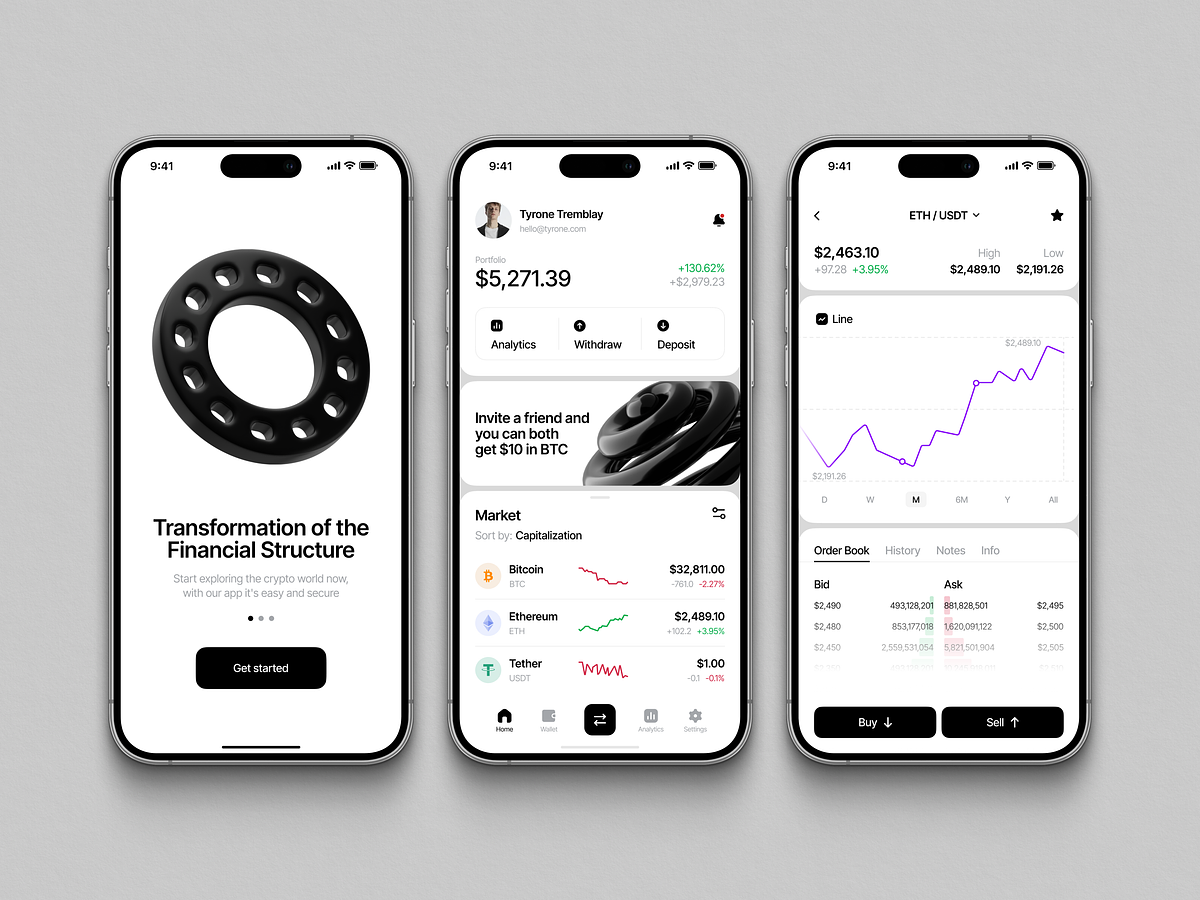 9:41
Transformation of the
Financial Structure
Start exploring the crypto world now,
with our app it's easy and secure
Get started
9:41
Tyrone Tremblay
hello@tyrone.com
Portfolio
$5,271.39
+130.62%
+$2,979.23
Analytics Withdraw Deposit
Invite a friend and
you can both
get $10 in BTC
Market
Sort by: Capitalization
Bitcoin $32,811.00
BTC -761.0 -2.27%
Ethereum $2,489.10
ETH +102.2 +3.95%
Tether $1.00
USDT -0.1 -0.1%
Home Wallet Analytics Settings
9:41
ETH / USDT
$2,463.10 High Low
+97.28 +3.95% $2,489.10 $2,191.26
Line
$2,489.10
$2,191.26
D W M 6M Y All
Order Book History Notes Info
Bid Ask
$2,490 493,128,201 881,828,501 $2,495
$2,480 853,177,018 1,620,091,122 $2,500
$2,450 2,559,531,054 5,821,501,904 $2,505
Buy Sell